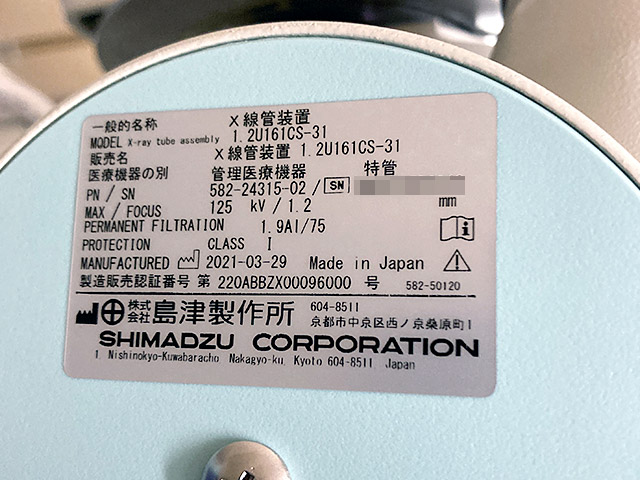 一般的名称 X線管装置
MODEL X-ray tube assembly 1.2U161CS-31
販売名 X線管装置 1.2U161CS-31
医療機器の別 管理医療機器 特管
PN / SN 582-24315-02 / SN
MAX / FOCUS 125 kV / 1.2 mm
PERMANENT FILTRATION 1.9Al/75
PROTECTION CLASS I
MANUFACTURED 2021-03-29 Made in Japan
製造販売認証番号 第 220ABBZX00096000 号 582-50120
株式会社 島津製作所 604-8511
京都市中京区西ノ京桑原町1
SHIMADZU CORPORATION
1, Nishinokyo-Kuwabaracho Nakagyo-ku, Kyoto 604-8511 Japan